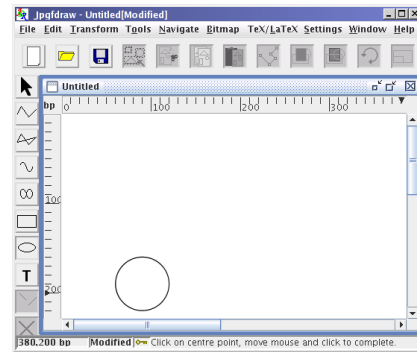 Jpgfdraw - Untitled[Modified]
File Edit Transform Tools Navigate Bitmap TeX/LaTeX Settings Window Help
Untitled
bp 0 100 200 300
100
T
200
380,200 bp Modified Click on centre point, move mouse and click to complete.